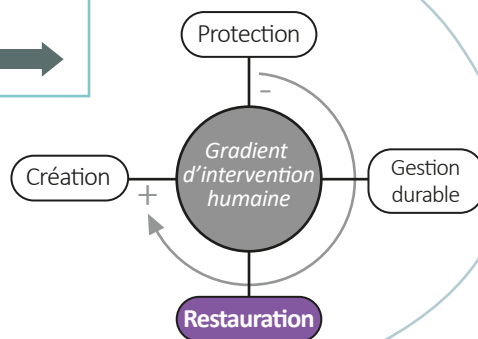 Protection
-
Gradient
d'intervention
humaine
Création
+
Gestion
durable
Restauration